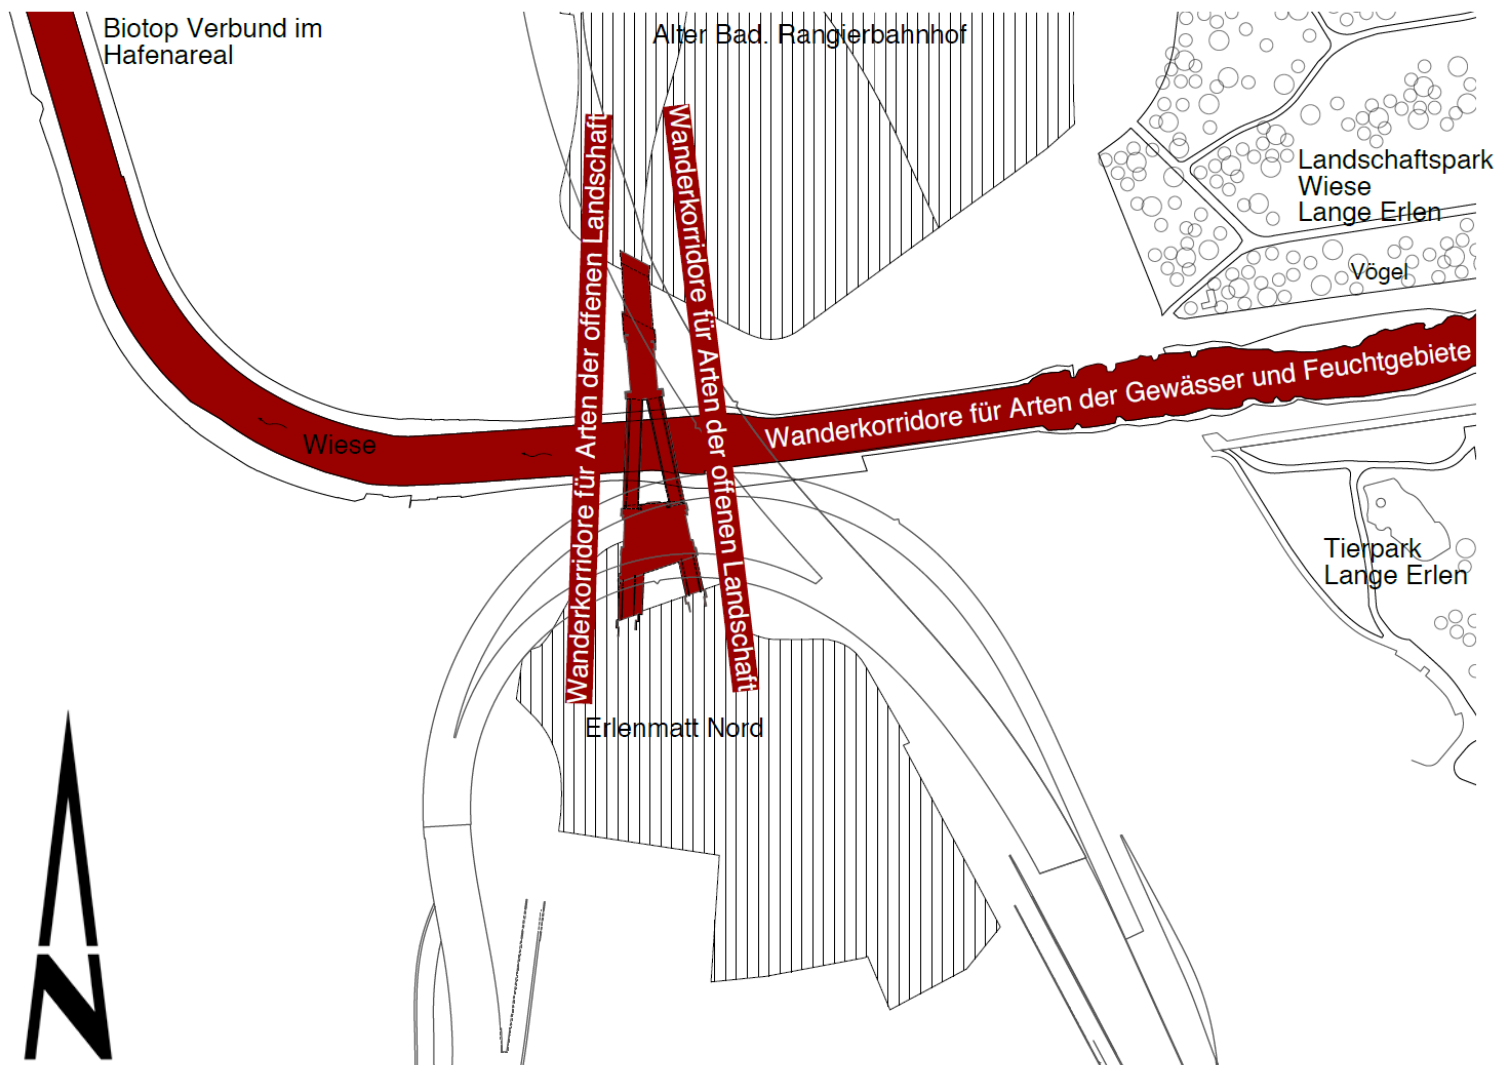 Biotop Verbund im
Hafenareal
Alter Bad. Rangierbahnhof
Landschaftspark
Wiese
Lange Erlen
Vögel
Wanderkorridore für Arten der offenen Landschaft
Wanderkorridore für Arten der offenen Landschaft
Wanderkorridore für Arten der Gewässer und Feuchtgebiete
Wiese
Tierpark
Lange Erlen
Erlenmatt Nord
N